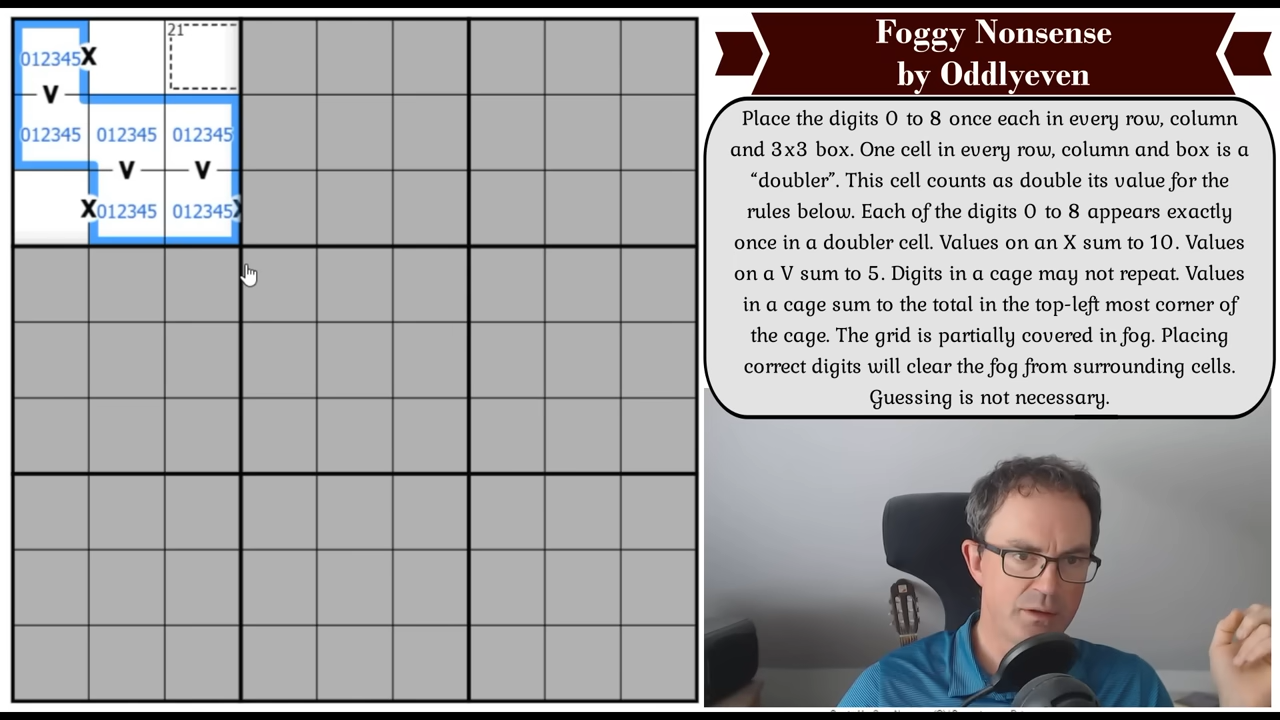 Foggy Nonsense
by Oddlyeven
Place the digits 0 to 8 once each in every row, column
and 3x3 box. One cell in every row, column and box is a
“doubler”. This cell counts as double its value for the
rules below. Each of the digits 0 to 8 appears exactly
once in a doubler cell. Values on an X sum to 10. Values
on a V sum to 5. Digits in a cage may not repeat. Values
in a cage sum to the total in the top-left most corner of
the cage. The grid is partially covered in fog. Placing
correct digits will clear the fog from surrounding cells.
Guessing is not necessary.
21
012345 X
V
012345 012345 012345
V V
X 012345 012345 X